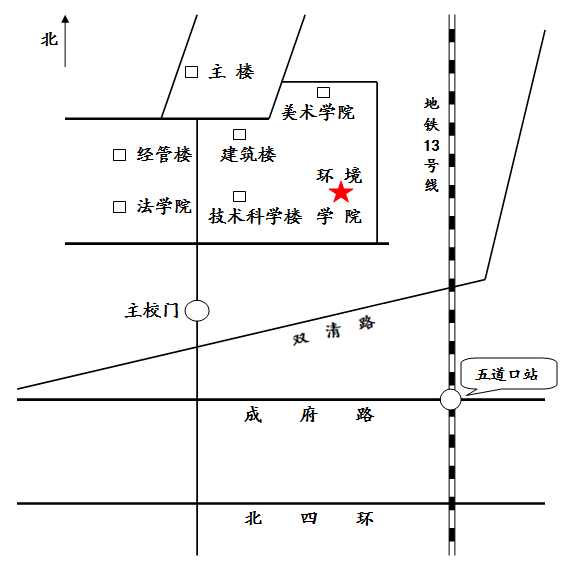 北
主 楼
美术学院
地铁13号线
经管楼
建筑楼
环 境
学 院
法学院
技术科学楼
主校门
双 清 路
五道口站
成 府 路
北 四 环